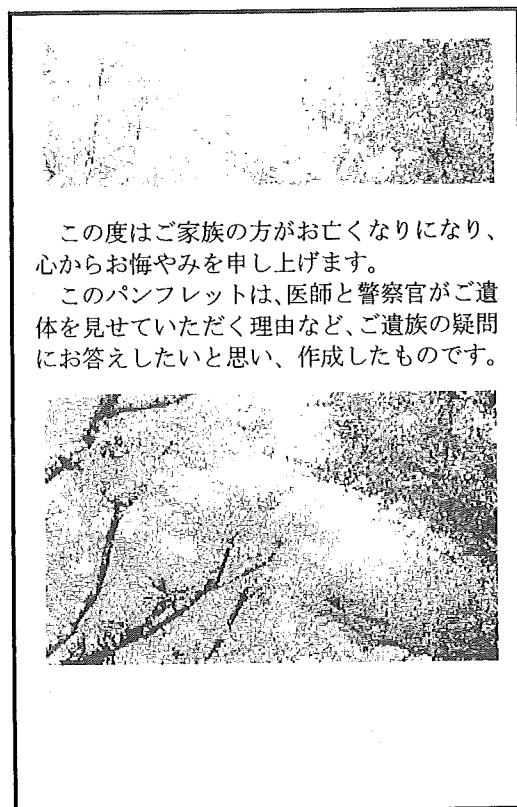 この度はご家族の方がお亡くなりになり、
心からお悔やみを申し上げます。
このパンフレットは、医師と警察官がご遺
体を見せていただく理由など、ご遺族の疑問
にお答えしたいと思い、作成したものです。